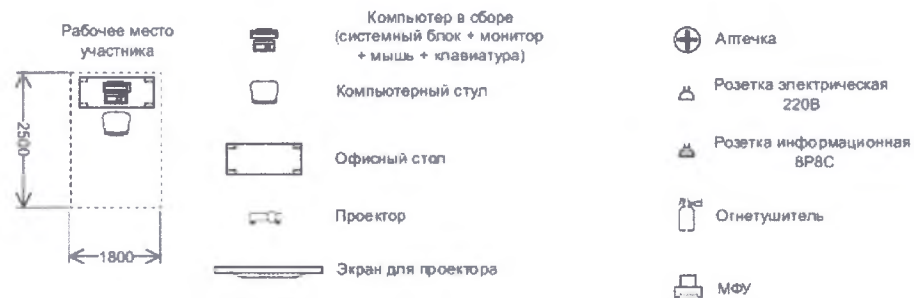 Рабочее место
участника
2500
1800
Компьютер в сборе
(системный блок + монитор
+ мышь + клавиатура)
Компьютерный стул
Офисный стол
Проектор
Экран для проектора
Аптечка
Розетка электрическая
220В
Розетка информационная
8P8C
Огнетушитель
МФУ